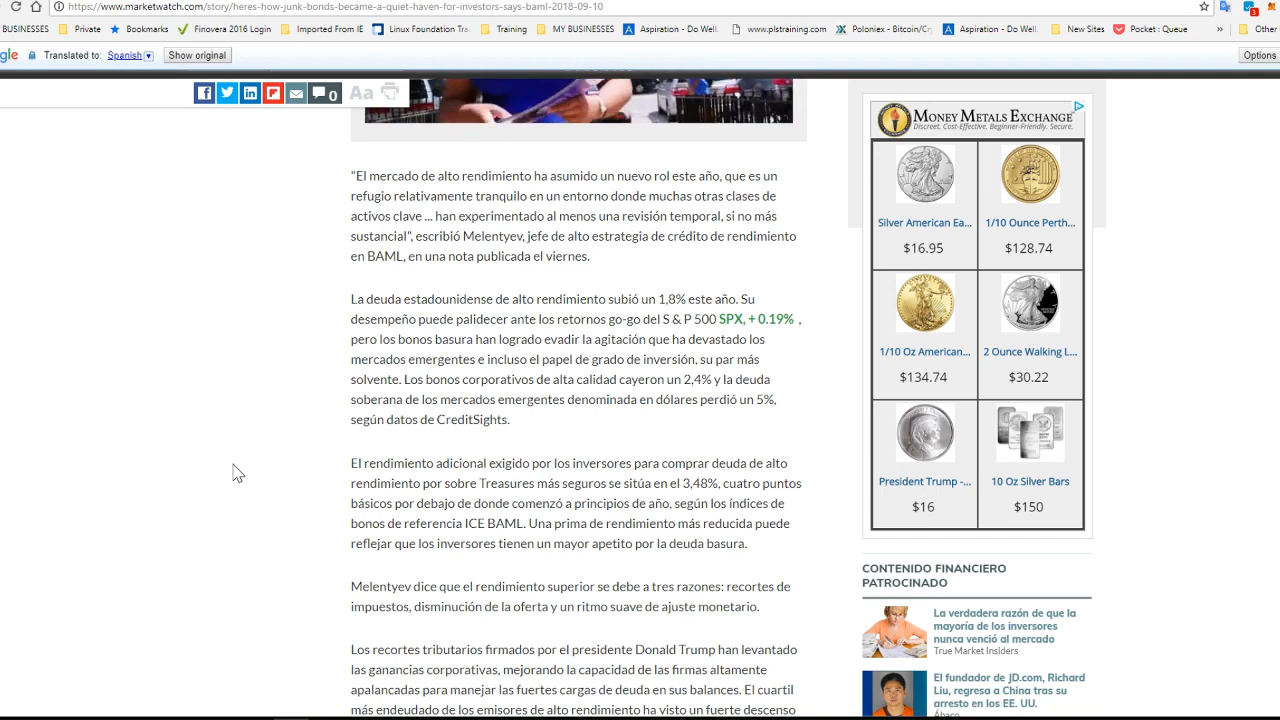 https://www.marketwatch.com/story/heres-how-junk-bonds-became-a-quiet-haven-for-investors-says-baml-2018-09-10
BUSINESSES Private Bookmarks Finovera 2016 Login Imported From IE Linux Foundation Tra Training MY BUSINESSES Aspiration - Do Well. www.plstraining.com Poloniex - Bitcoin/Cry Aspiration - Do Well. New Sites Pocket : Queue » Other
gle Translated to: Spanish Show original Options
0 Aa
MONEY METALS EXCHANGE
Discreet. Cost-Effective. Beginner-Friendly. Secure.
"El mercado de alto rendimiento ha asumido un nuevo rol este año, que es un
refugio relativamente tranquilo en un entorno donde muchas otras clases de
activos clave ... han experimentado al menos una revisión temporal, si no más
sustancial", escribió Melentyev, jefe de alto estrategia de crédito de rendimiento
en BAML, en una nota publicada el viernes.
La deuda estadounidense de alto rendimiento subió un 1,8% este año. Su
desempeño puede palidecer ante los retornos go-go del S & P 500 SPX, + 0.19% ,
pero los bonos basura han logrado evadir la agitación que ha devastado los
mercados emergentes e incluso el papel de grado de inversión, su par más
solvente. Los bonos corporativos de alta calidad cayeron un 2,4% y la deuda
soberana de los mercados emergentes denominada en dólares perdió un 5%,
según datos de CreditSights.
El rendimiento adicional exigido por los inversores para comprar deuda de alto
rendimiento por sobre Treasures más seguros se sitúa en el 3,48%, cuatro puntos
básicos por debajo de donde comenzó a principios de año, según los índices de
bonos de referencia ICE BAML. Una prima de rendimiento más reducida puede
reflejar que los inversores tienen un mayor apetito por la deuda basura.
Melentyev dice que el rendimiento superior se debe a tres razones: recortes de
impuestos, disminución de la oferta y un ritmo suave de ajuste monetario.
Los recortes tributarios firmados por el presidente Donald Trump han levantado
las ganancias corporativas, mejorando la capacidad de las firmas altamente
apalancadas para manejar las fuertes cargas de deuda en sus balances. El cuartil
más endeudado de los emisores de alto rendimiento ha visto un fuerte descenso
Silver American Ea... 1/10 Ounce Perth...
$16.95 $128.74
1/10 Oz American... 2 Ounce Walking L...
$134.74 $30.22
President Trump -... 10 Oz Silver Bars
$16 $150
CONTENIDO FINANCIERO
PATROCINADO
La verdadera razón de que la
mayoría de los inversores
nunca venció al mercado
True Market Insiders
El fundador de JD.com, Richard
Liu, regresa a China tras su
arresto en los EE. UU.
Ábaco